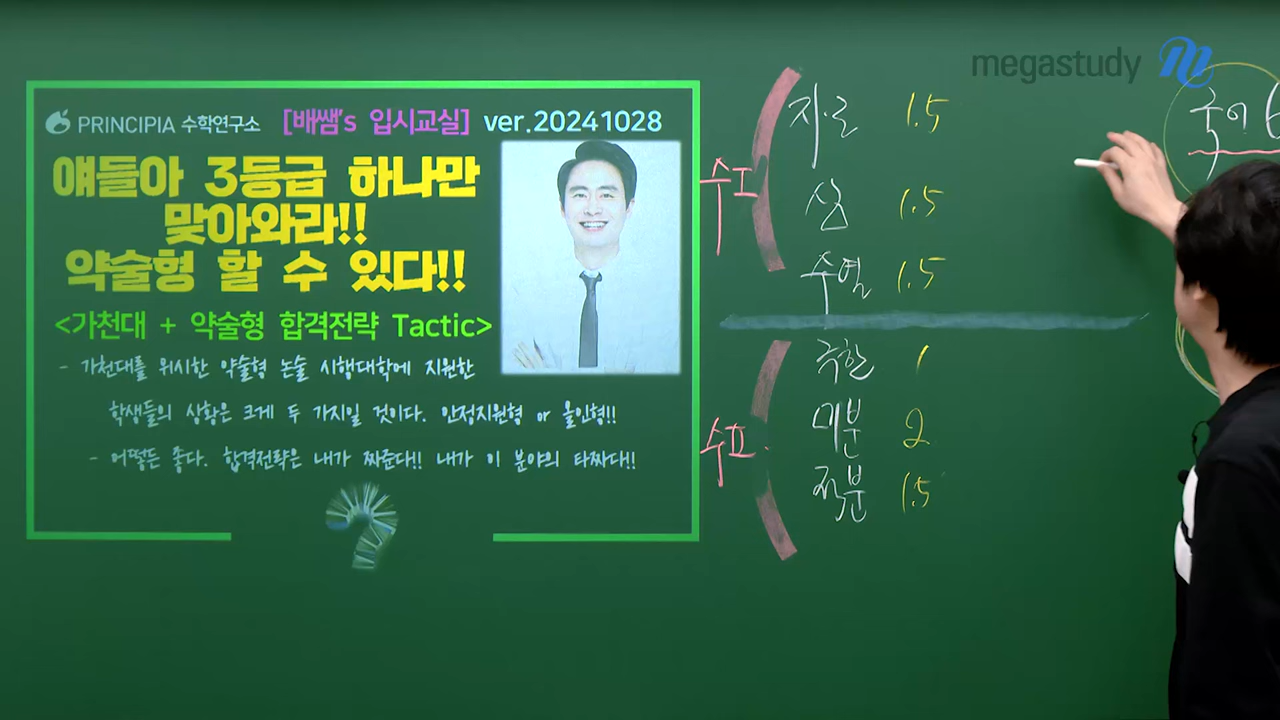 megastudy
PRINCIPIA 수학연구소 [배쌤's 입시교실] ver.20241028
얘들아 3등급 하나만
맞아와라!!
약술형 할 수 있다!!
<가천대 + 약술형 합격전략 Tactic>
- 가천대를 위시한 약술형 논술 시행대학에 지원한
학생들의 상황은 크게 두 가지일 것이다. 안정지원형 or 올인형!!
- 어떻든 좋다. 합격전략은 내가 짜준다!! 내가 이 분야의 타짜다!!
?
수I
지·로 1.5
삼 1.5
수열 1.5
수II
극한 1
미분 2
적분 1.5
국어 6